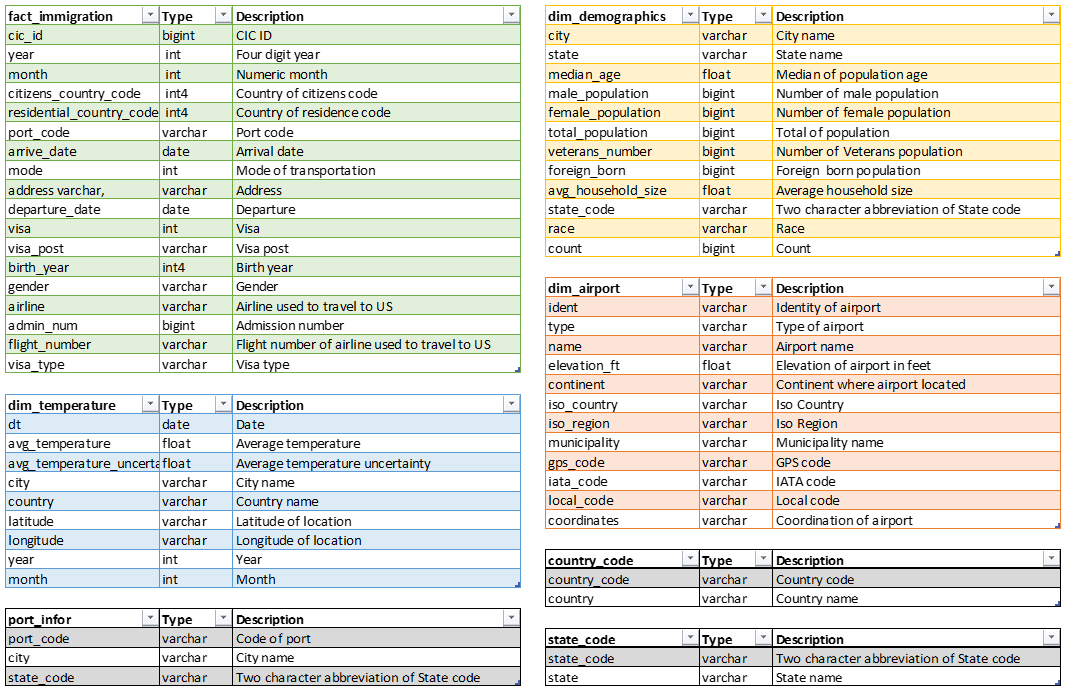 fact_immigration Type Description
cic_id bigint CIC ID
year int Four digit year
month int Numeric month
citizens_country_code int4 Country of citizens code
residential_country_code int4 Country of residence code
port_code varchar Port code
arrive_date date Arrival date
mode int Mode of transportation
address varchar, varchar Address
departure_date date Departure
visa int Visa
visa_post varchar Visa post
birth_year int4 Birth year
gender varchar Gender
airline varchar Airline used to travel to US
admin_num bigint Admission number
flight_number varchar Flight number of airline used to travel to US
visa_type varchar Visa type
dim_temperature Type Description
dt date Date
avg_temperature float Average temperature
avg_temperature_uncerta float Average temperature uncertainty
city varchar City name
country varchar Country name
latitude varchar Latitude of location
longitude varchar Longitude of location
year int Year
month int Month
port_infor Type Description
port_code varchar Code of port
city varchar City name
state_code varchar Two character abbreviation of State code
dim_demographics Type Description
city varchar City name
state varchar State name
median_age float Median of population age
male_population bigint Number of male population
female_population bigint Number of female population
total_population bigint Total of population
veterans_number bigint Number of Veterans population
foreign_born bigint Foreign born population
avg_household_size float Average household size
state_code varchar Two character abbreviation of State code
race varchar Race
count bigint Count
dim_airport Type Description
ident varchar Identity of airport
type varchar Type of airport
name varchar Airport name
elevation_ft float Elevation of airport in feet
continent varchar Continent where airport located
iso_country varchar Iso Country
iso_region varchar Iso Region
municipality varchar Municipality name
gps_code varchar GPS code
iata_code varchar IATA code
local_code varchar Local code
coordinates varchar Coordination of airport
country_code Type Description
country_code varchar Country code
country varchar Country name
state_code Type Description
state_code varchar Two character abbreviation of State code
state varchar State name